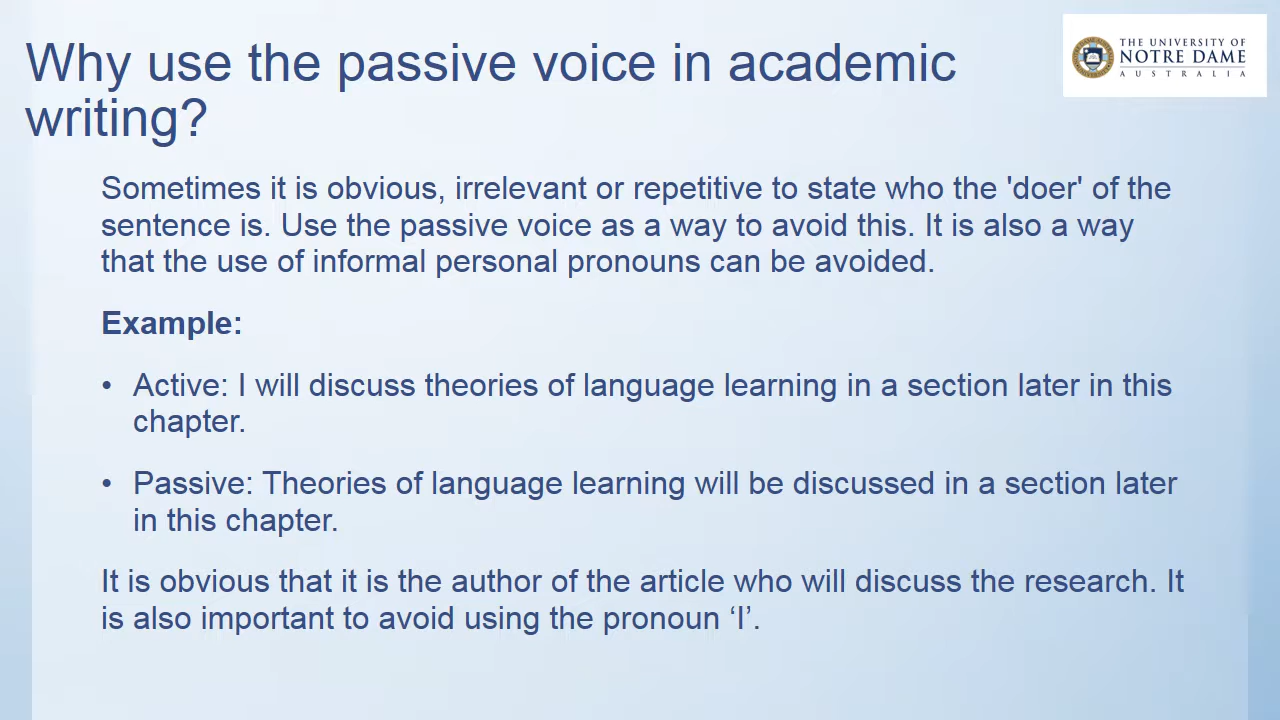 Why use the passive voice in academic
writing?
THE UNIVERSITY OF
NOTRE DAME
AUSTRALIA
Sometimes it is obvious, irrelevant or repetitive to state who the 'doer' of the
sentence is. Use the passive voice as a way to avoid this. It is also a way
that the use of informal personal pronouns can be avoided.
Example:
• Active: I will discuss theories of language learning in a section later in this
chapter.
• Passive: Theories of language learning will be discussed in a section later
in this chapter.
It is obvious that it is the author of the article who will discuss the research. It
is also important to avoid using the pronoun ‘I’.